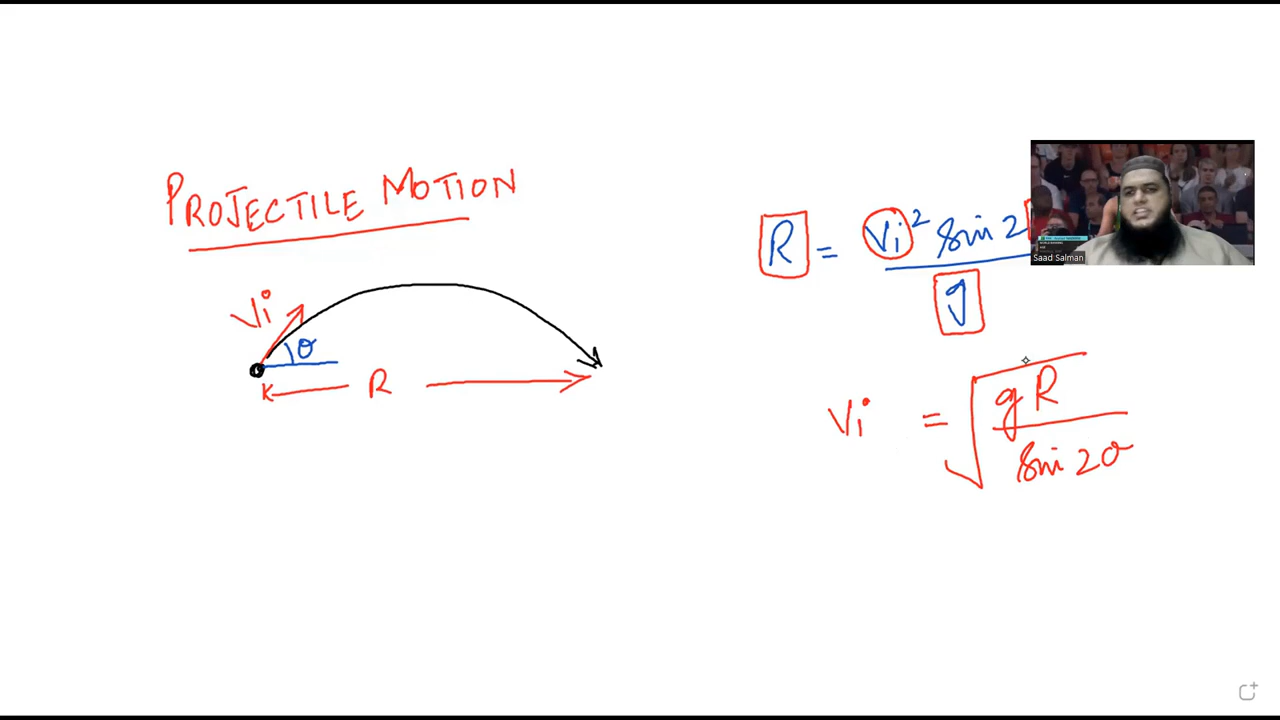 PROJECTILE MOTION
Vi
θ
R
R = Vi² sin 2
g
Vi = √ gR
sin 2θ
Saad Salman